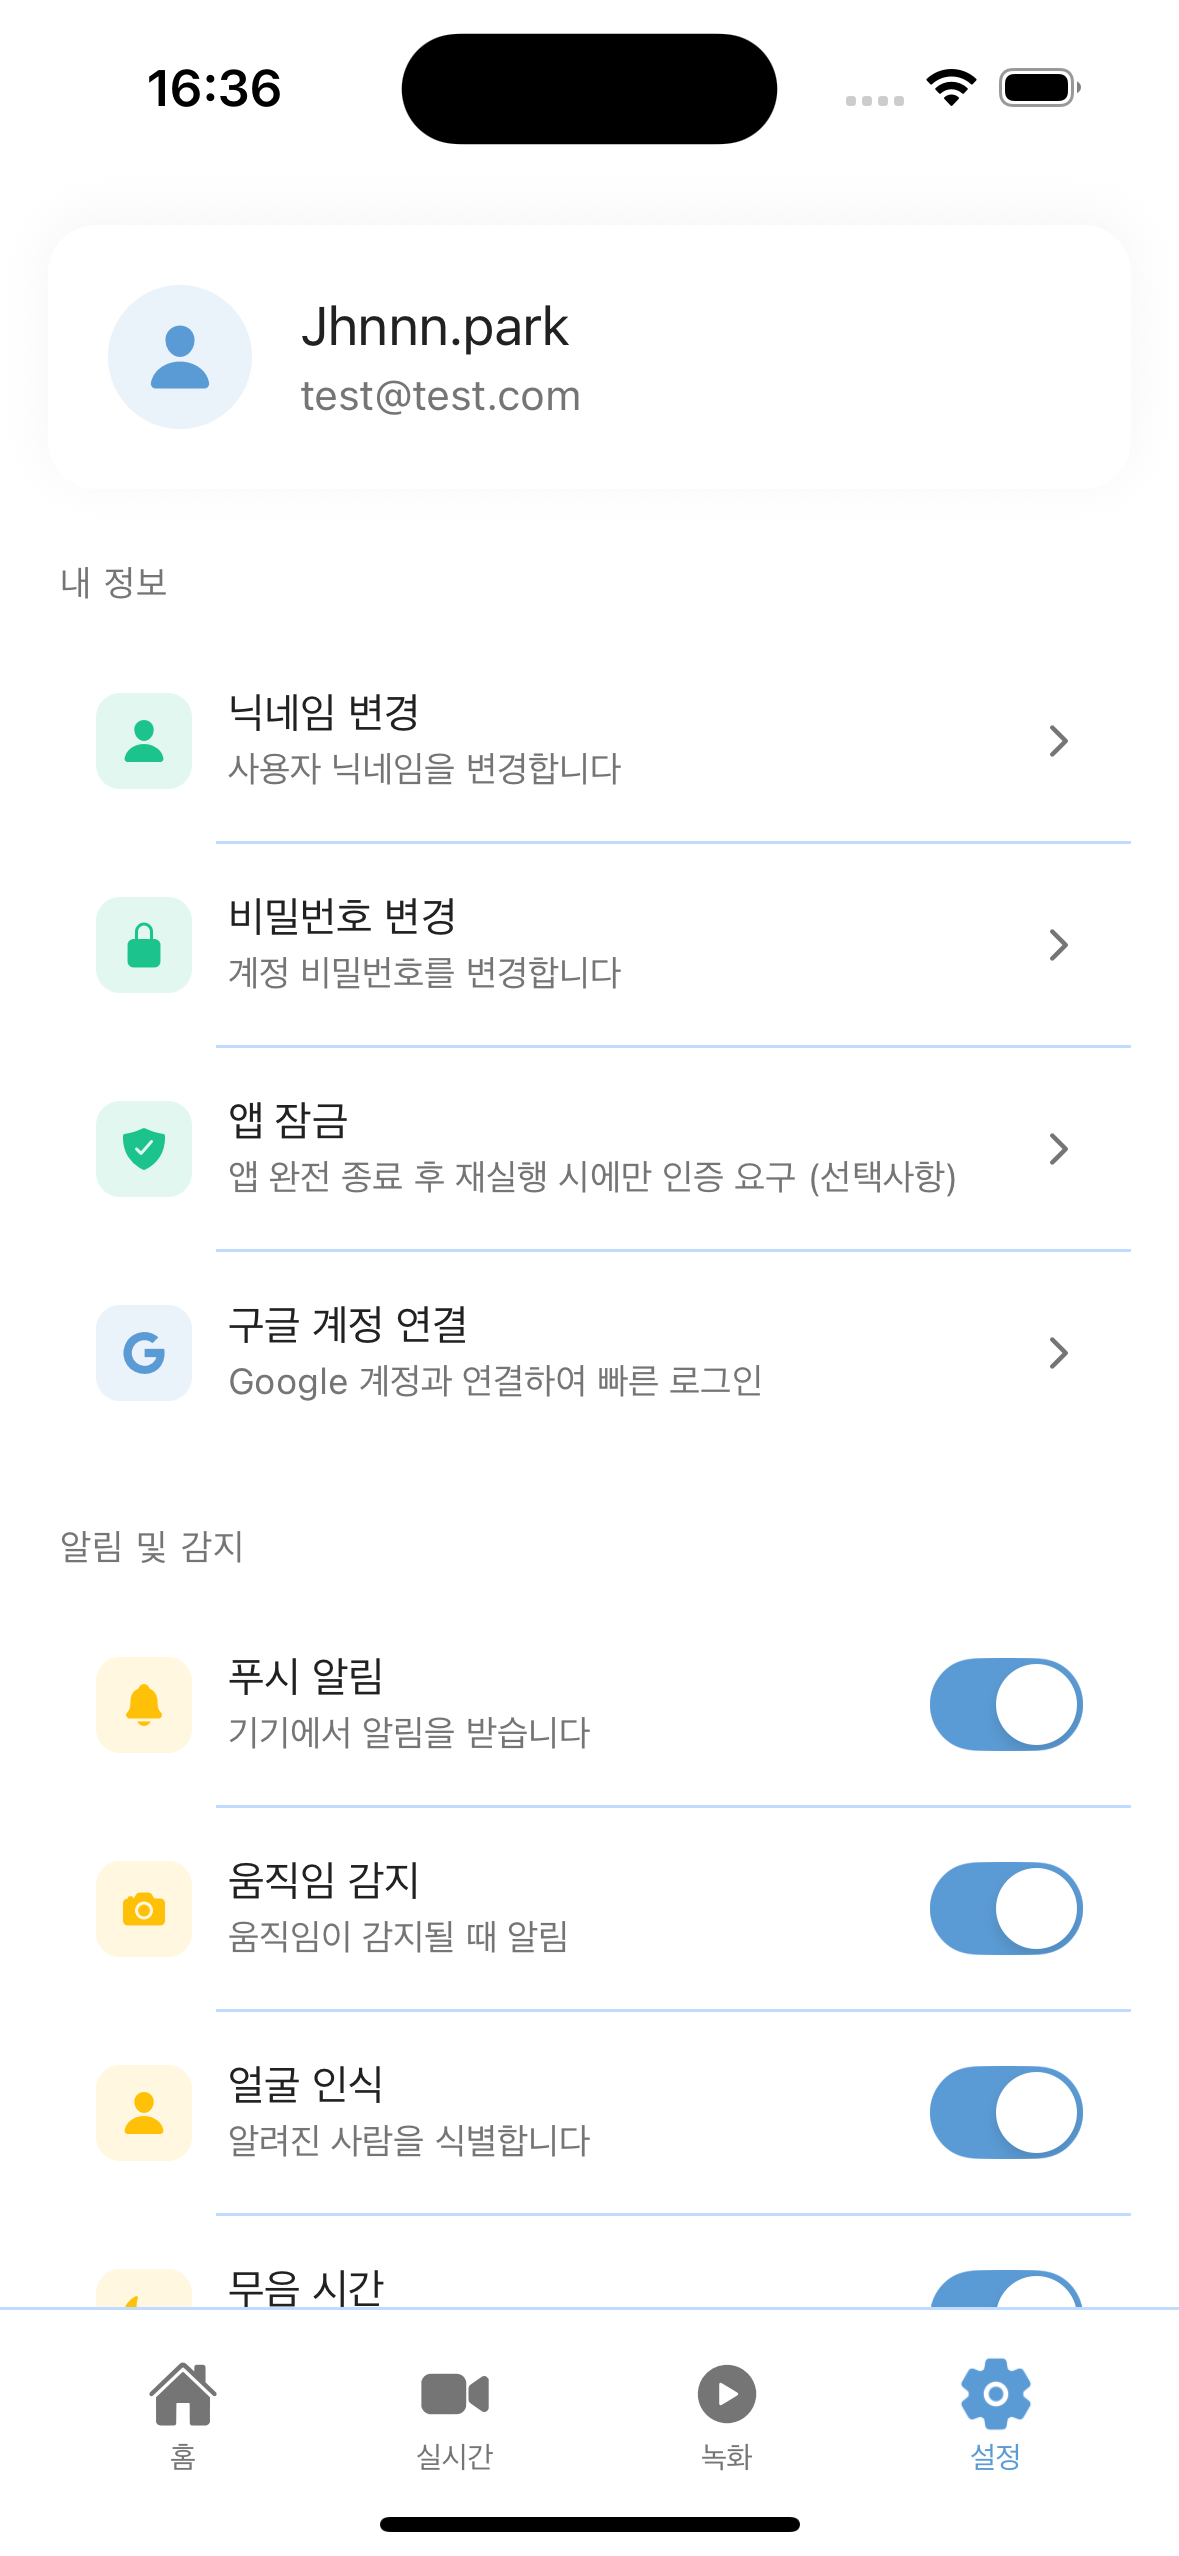 16:36
Jhnnn.park
test@test.com
내 정보
닉네임 변경
사용자 닉네임을 변경합니다
비밀번호 변경
계정 비밀번호를 변경합니다
앱 잠금
앱 완전 종료 후 재실행 시에만 인증 요구 (선택사항)
구글 계정 연결
Google 계정과 연결하여 빠른 로그인
알림 및 감지
푸시 알림
기기에서 알림을 받습니다
움직임 감지
움직임이 감지될 때 알림
얼굴 인식
알려진 사람을 식별합니다
무음 시간
홈
실시간
녹화
설정